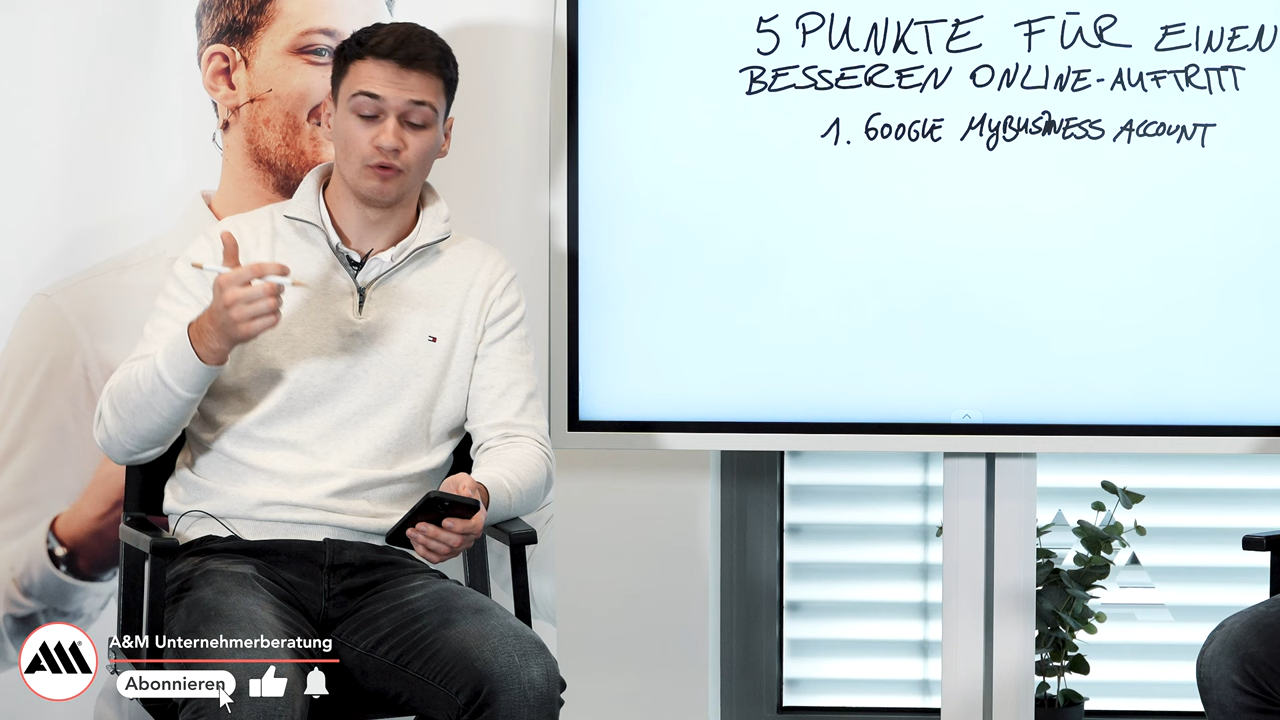 5 PUNKTE FÜR EINEN
BESSEREN ONLINE-AUFTRITT
1. GOOGLE MYBUSINESS ACCOUNT
A&M Unternehmerberatung
Abonnieren